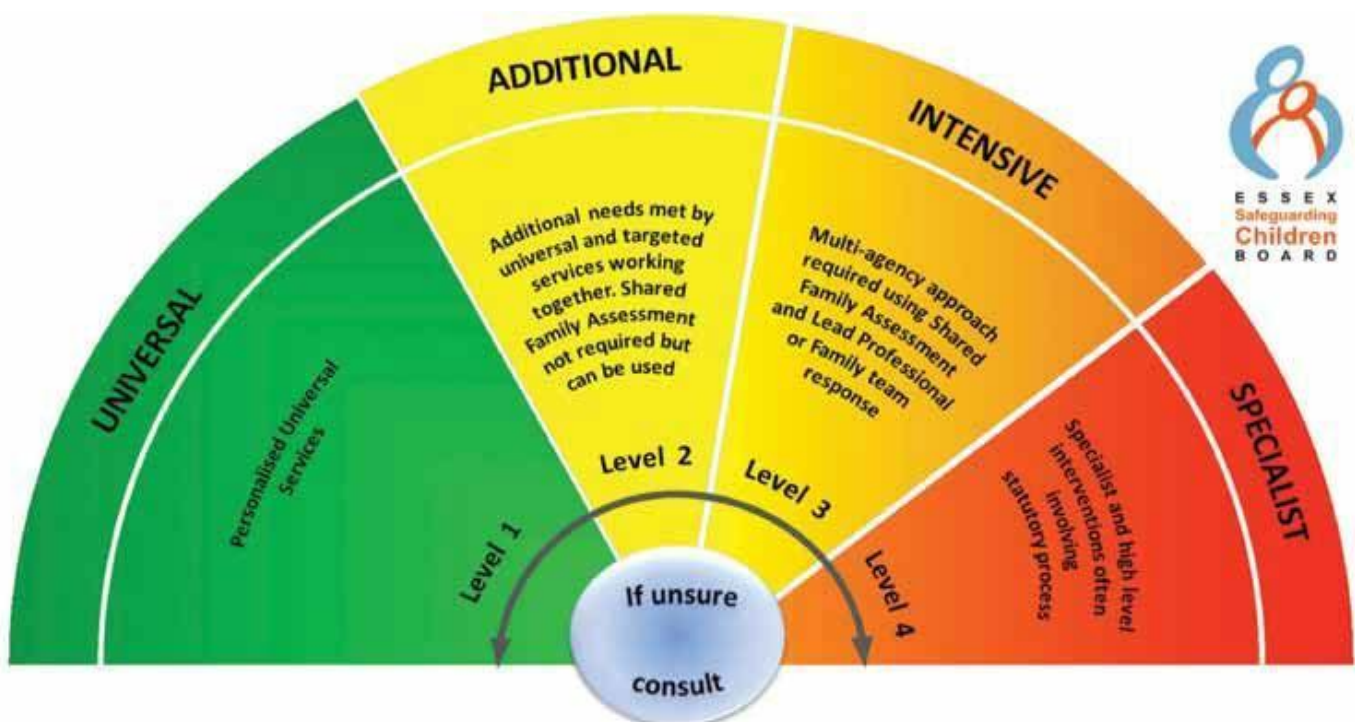 UNIVERSAL
Personalised Universal
Services
Level 1
ADDITIONAL
Additional needs met by
universal and targeted
services working
together. Shared
Family Assessment
not required but
can be used
Level 2
INTENSIVE
Multi-agency approach
required using Shared
Family Assessment
and Lead Professional
or Family team
response
Level 3
SPECIALIST
Specialist and high level
interventions often
involving
statutory process
Level 4
If unsure
consult
ESSEX
Safeguarding
Children
BOARD